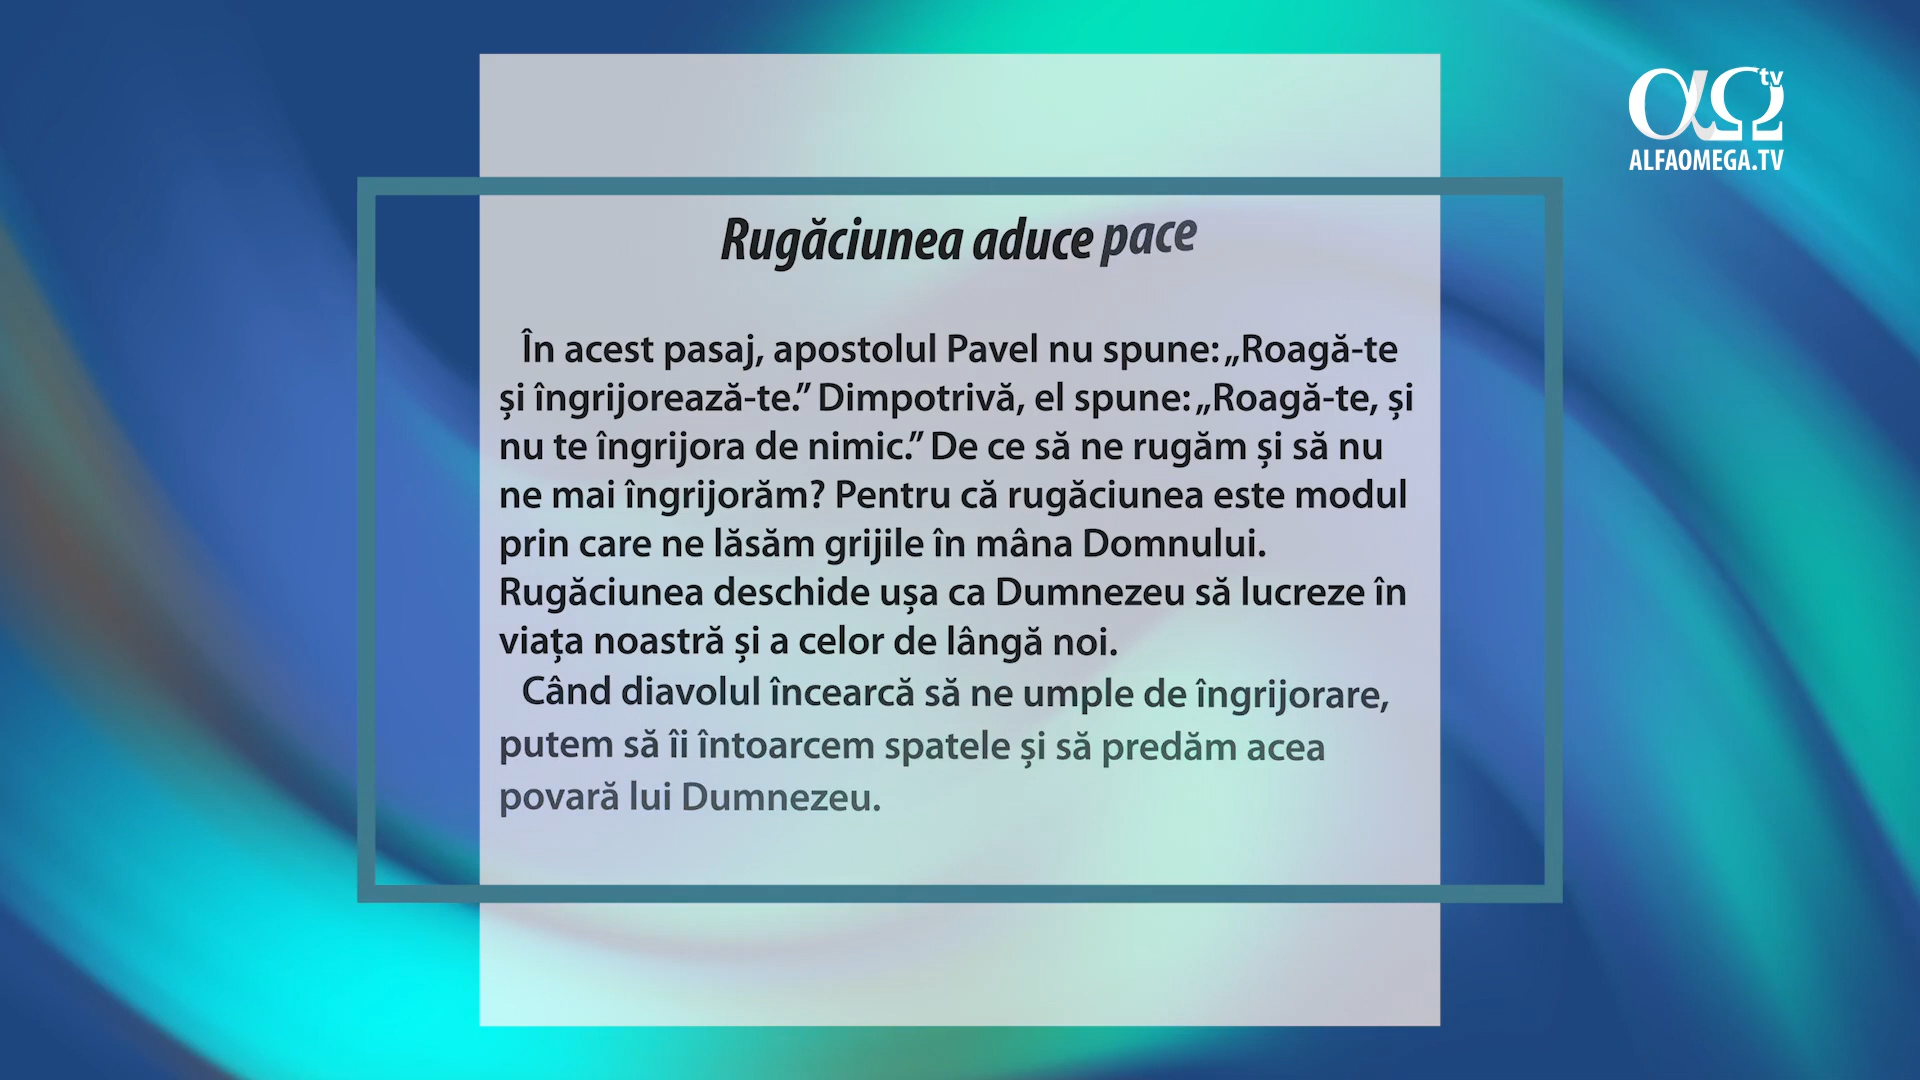 αΩ tv
ALFAOMEGA.TV
Rugăciunea aduce pace
În acest pasaj, apostolul Pavel nu spune: „Roagă-te
și îngrijorează-te.” Dimpotrivă, el spune: „Roagă-te, și
nu te îngrijora de nimic.” De ce să ne rugăm și să nu
ne mai îngrijorăm? Pentru că rugăciunea este modul
prin care ne lăsăm grijile în mâna Domnului.
Rugăciunea deschide ușa ca Dumnezeu să lucreze în
viața noastră și a celor de lângă noi.
Când diavolul încearcă să ne umple de îngrijorare,
putem să îi întoarcem spatele și să predăm acea
povară lui Dumnezeu.